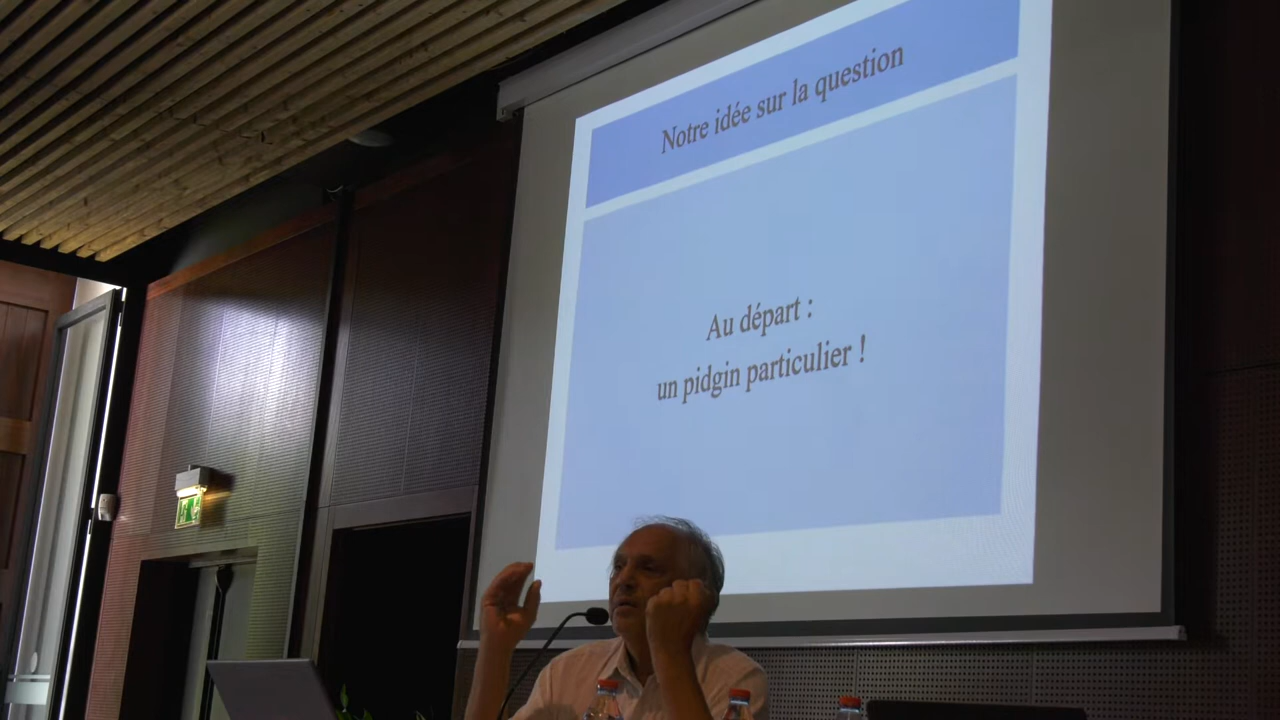 Notre idée sur la question
Au départ :
un pidgin particulier !